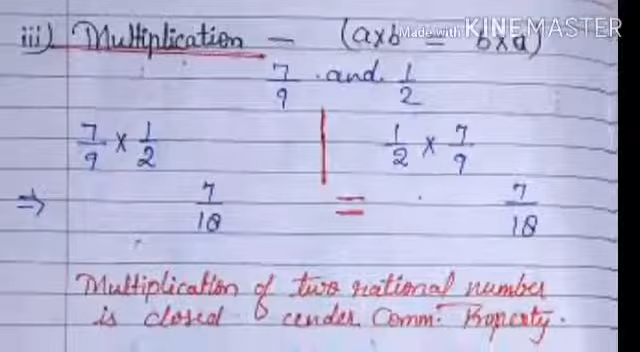 iii) Multiplication — (a×b = b×a)
Made with KINEMASTER
7/9 and 1/2
7/9 × 1/2 | 1/2 × 7/9
⇒ 7/18 = 7/18
Multiplication of two rational number
is closed under Comm. Property.